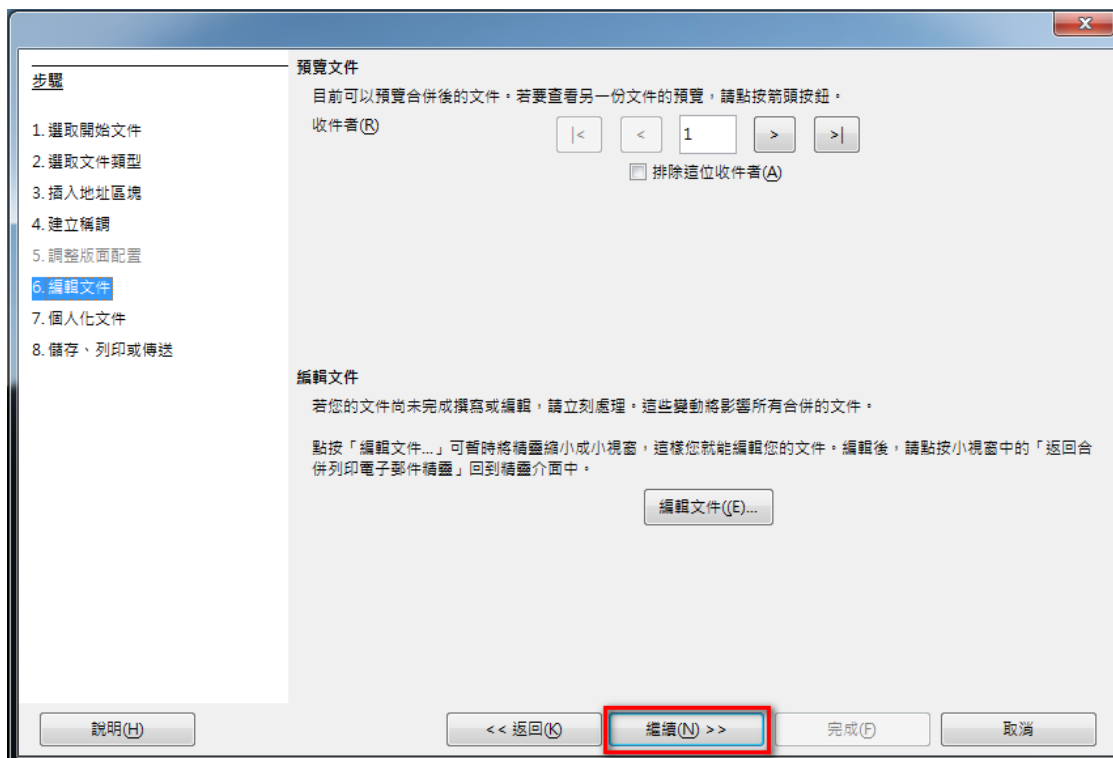 步驟
1. 選取開始文件
2. 選取文件類型
3. 插入地址區塊
4. 建立稱謂
5. 調整版面配置
6. 編輯文件
7. 個人化文件
8. 儲存、列印或傳送
預覽文件
目前可以預覽合併後的文件。若要查看另一份文件的預覽，請點按箭頭按鈕。
收件者(R)
|< < 1 > >|
排除這位收件者(A)
編輯文件
若您的文件尚未完成撰寫或編輯，請立刻處理。這些變動將影響所有合併的文件。
點按「編輯文件...」可暫時將精靈縮小成小視窗，這樣您就能編輯您的文件。編輯後，請點按小視窗中的「返回合
併列印電子郵件精靈」回到精靈介面中。
編輯文件((E)...
說明(H) << 返回(K) 繼續(N) >> 完成(F) 取消